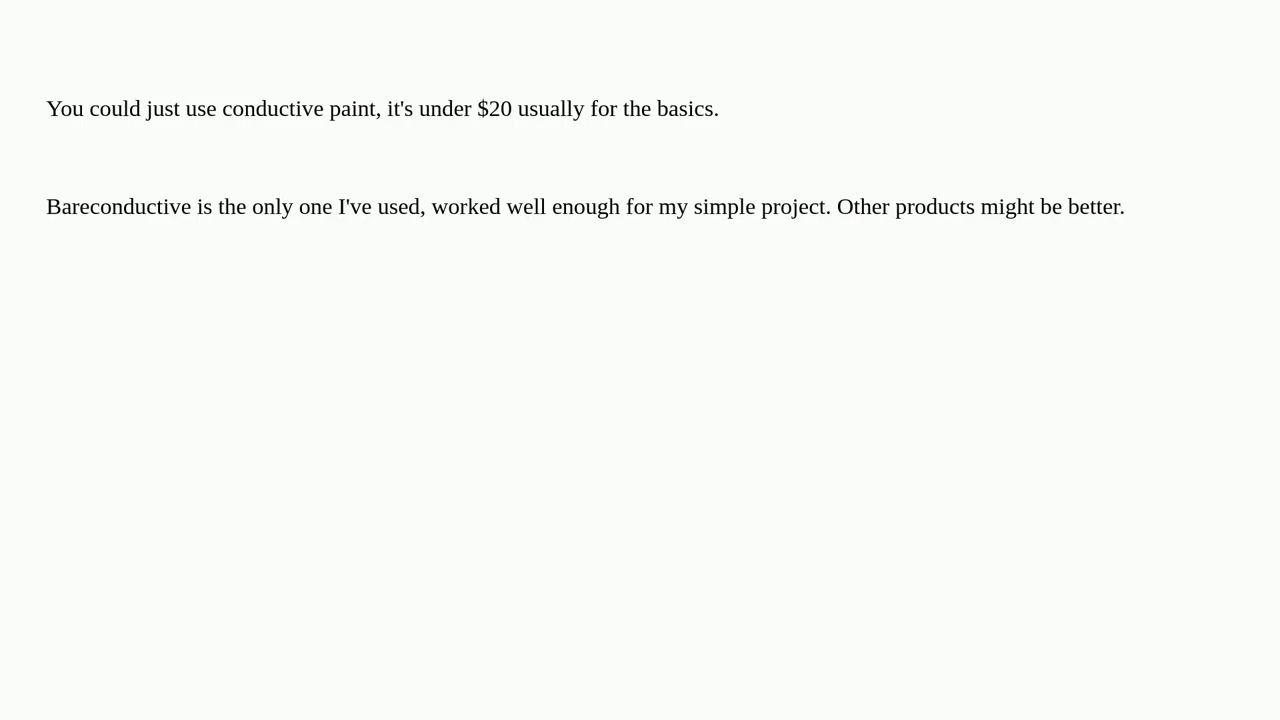 You could just use conductive paint, it's under $20 usually for the basics.
Bareconductive is the only one I've used, worked well enough for my simple project. Other products might be better.